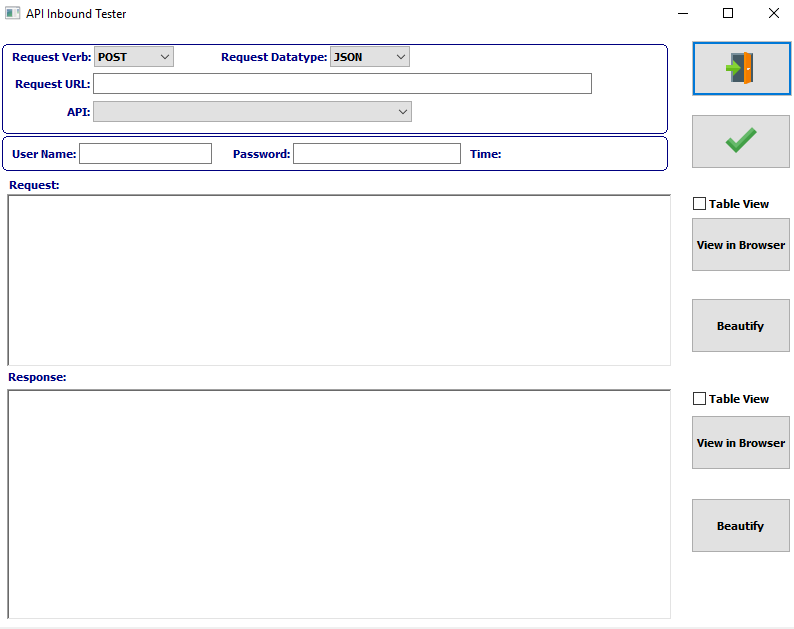 API Inbound Tester
Request Verb: POST Request Datatype: JSON
Request URL:
API:
User Name: Password: Time:
Request:
Table View
View in Browser
Beautify
Response:
Table View
View in Browser
Beautify